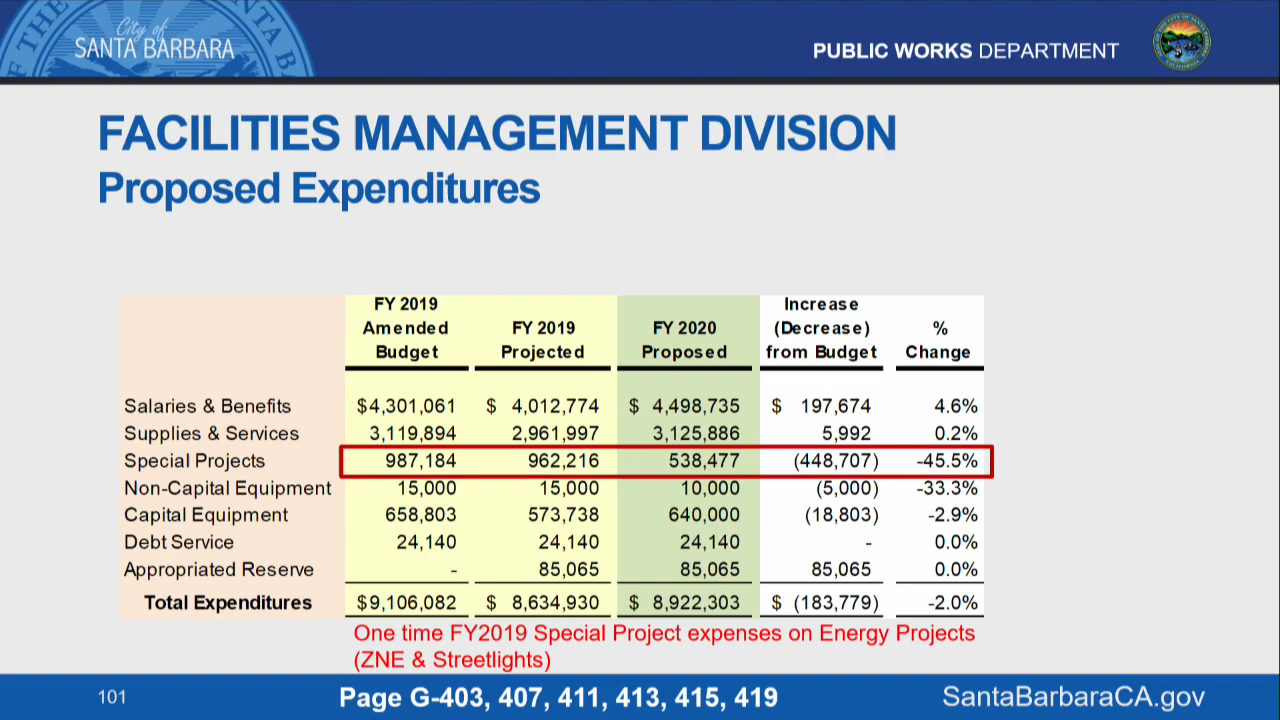 City of
SANTA BARBARA
PUBLIC WORKS DEPARTMENT
FACILITIES MANAGEMENT DIVISION
Proposed Expenditures
FY 2019 Amended Budget FY 2019 Projected FY 2020 Proposed Increase (Decrease) from Budget % Change
Salaries & Benefits $4,301,061 $ 4,012,774 $ 4,498,735 $ 197,674 4.6%
Supplies & Services 3,119,894 2,961,997 3,125,886 5,992 0.2%
Special Projects 987,184 962,216 538,477 (448,707) -45.5%
Non-Capital Equipment 15,000 15,000 10,000 (5,000) -33.3%
Capital Equipment 658,803 573,738 640,000 (18,803) -2.9%
Debt Service 24,140 24,140 24,140 - 0.0%
Appropriated Reserve - 85,065 85,065 85,065 0.0%
Total Expenditures $9,106,082 $ 8,634,930 $ 8,922,303 $ (183,779) -2.0%
One time FY2019 Special Project expenses on Energy Projects
(ZNE & Streetlights)
101 Page G-403, 407, 411, 413, 415, 419 SantaBarbaraCA.gov